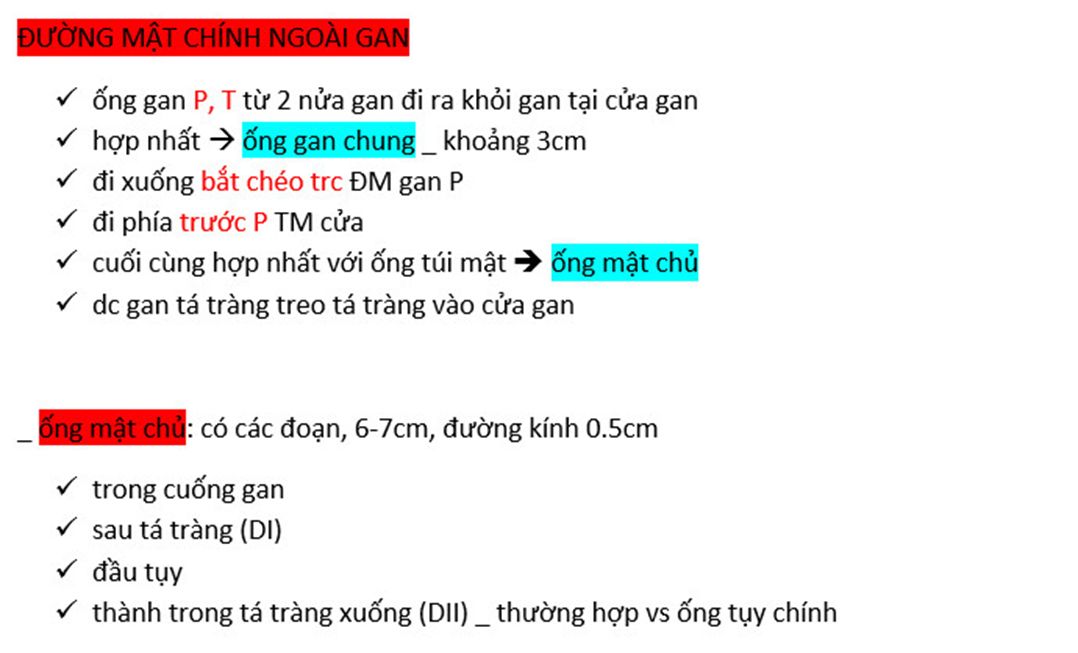 ĐƯỜNG MẬT CHÍNH NGOÀI GAN
✓ ống gan P, T từ 2 nửa gan đi ra khỏi gan tại cửa gan
✓ hợp nhất → ống gan chung _ khoảng 3cm
✓ đi xuống bắt chéo trc ĐM gan P
✓ đi phía trước P TM cửa
✓ cuối cùng hợp nhất với ống túi mật → ống mật chủ
✓ dc gan tá tràng treo tá tràng vào cửa gan
_ ống mật chủ: có các đoạn, 6-7cm, đường kính 0.5cm
✓ trong cuống gan
✓ sau tá tràng (DI)
✓ đầu tụy
✓ thành trong tá tràng xuống (DII) _ thường hợp vs ống tụy chính